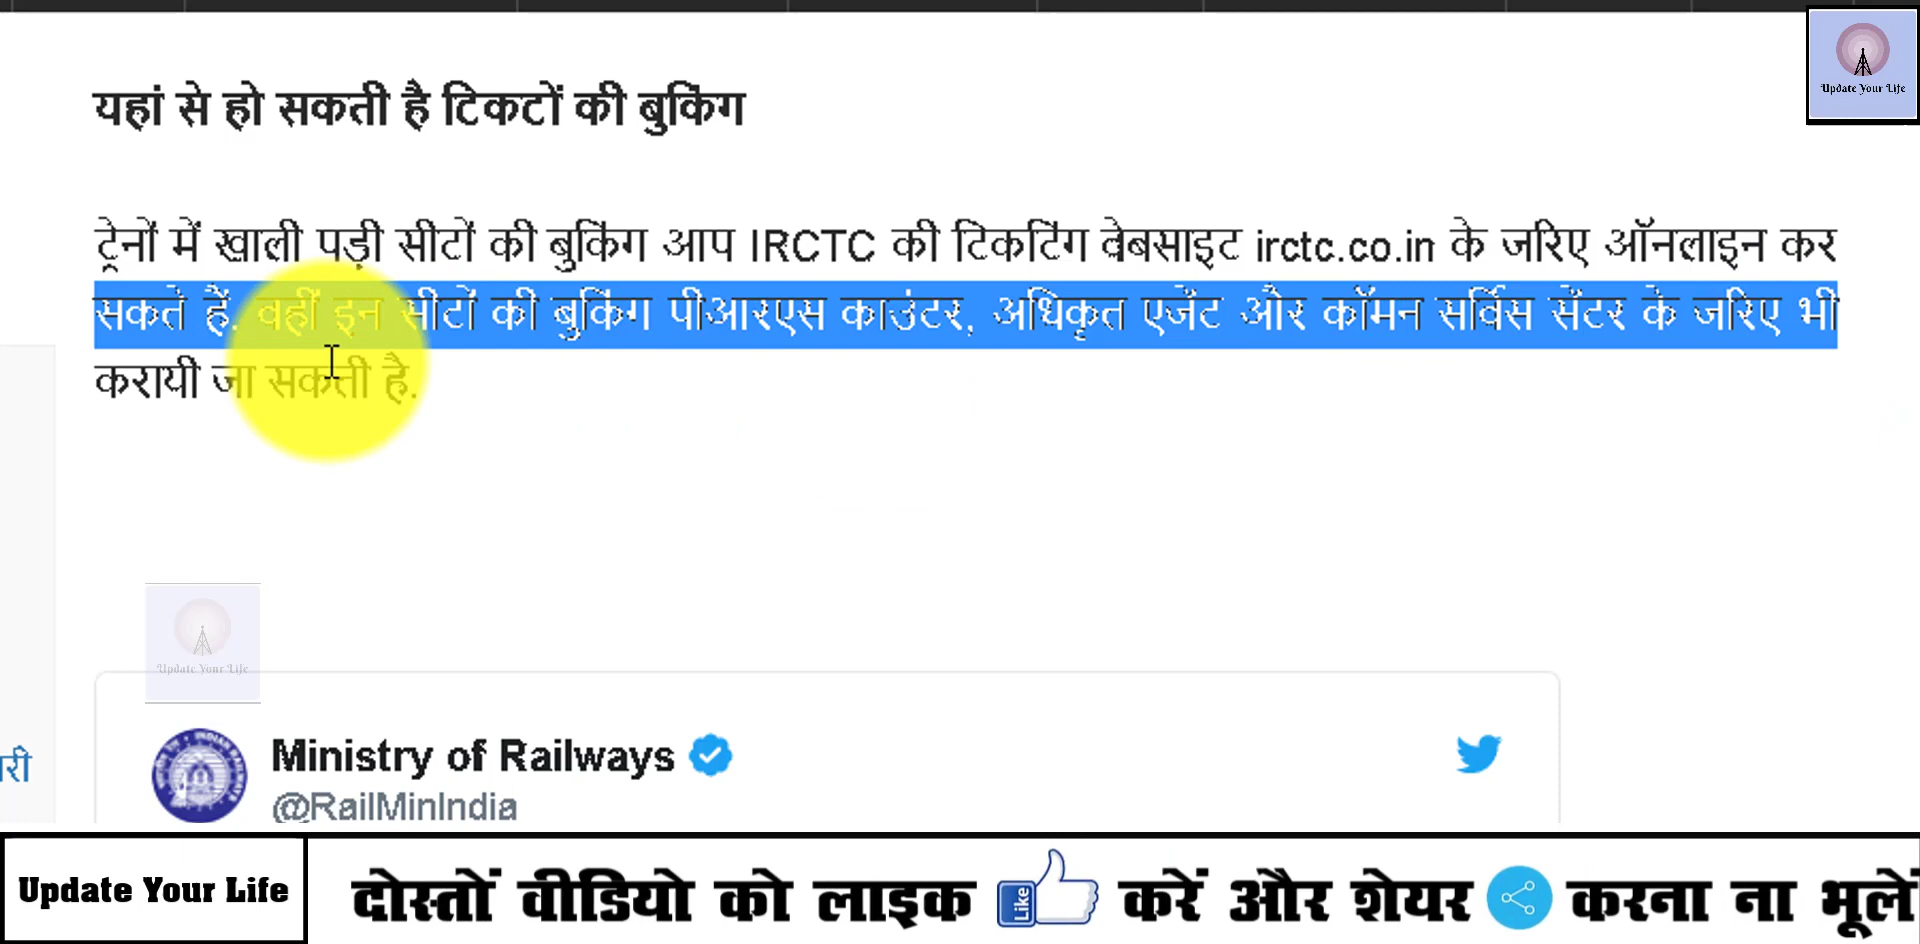 Update Your Life
यहां से हो सकती है टिकटों की बुकिंग
ट्रेनों में खाली पड़ी सीटों की बुकिंग आप IRCTC की टिकटिंग वेबसाइट irctc.co.in के जरिए ऑनलाइन कर
सकते हैं. वहीं इन सीटों की बुकिंग पीआरएस काउंटर, अधिकृत एजेंट और कॉमन सर्विस सेंटर के जरिए भी
करायी जा सकती है.
Update Your Life
Ministry of Railways
@RailMinIndia
री
Update Your Life
दोस्तों वीडियो को लाइक Like करें और शेयर करना ना भूलें